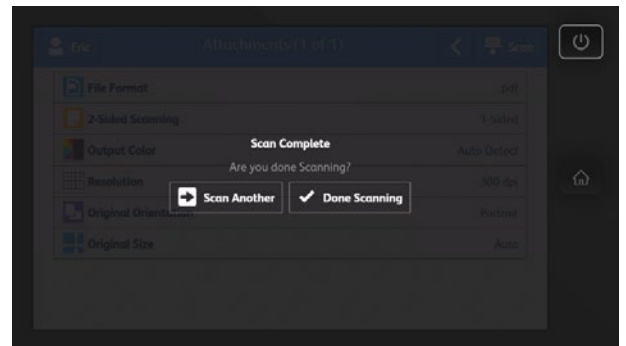 Eric
Attachments (1 of 1)
Scan
File Format
.pdf
2-Sided Scanning
1-Sided
Output Color
Auto Detect
Resolution
300 dpi
Original Orientation
Portrait
Original Size
Auto
Scan Complete
Are you done Scanning?
Scan Another
Done Scanning